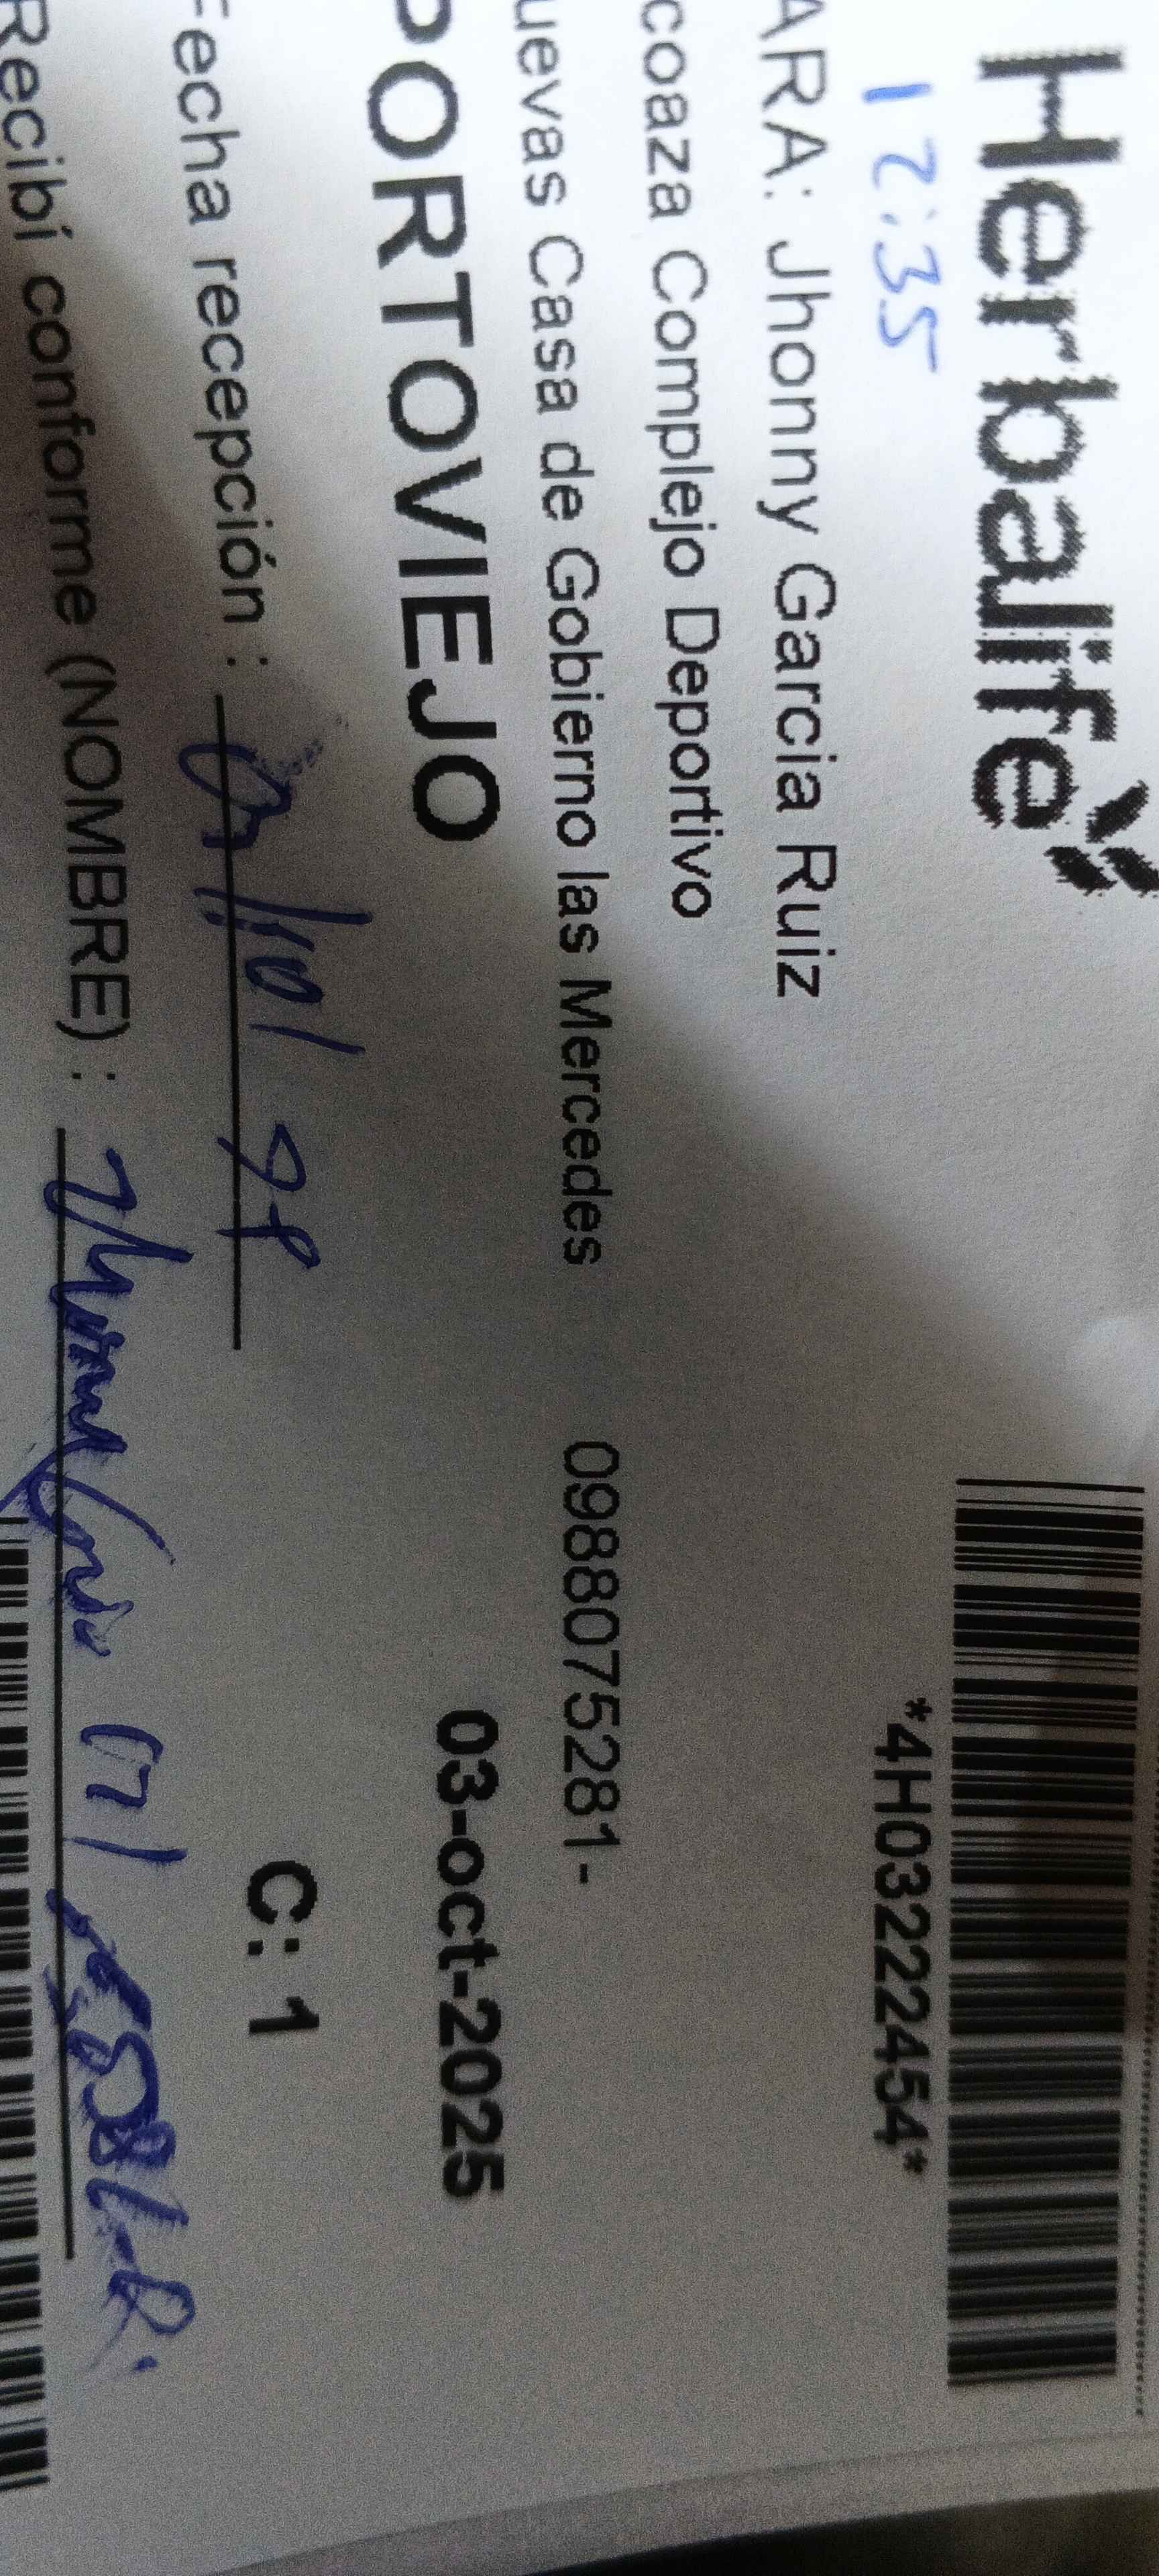 Herbalife
17:35
*4H03222454*
ARA: Jhonny Garcia Ruiz
coaza Complejo Deportivo
uevas Casa de Gobierno las Mercedes 0988075281-
PORTOVIEJO 03-oct-2025
Fecha recepción :
C: 1
Recibí conforme (NOMBRE) :